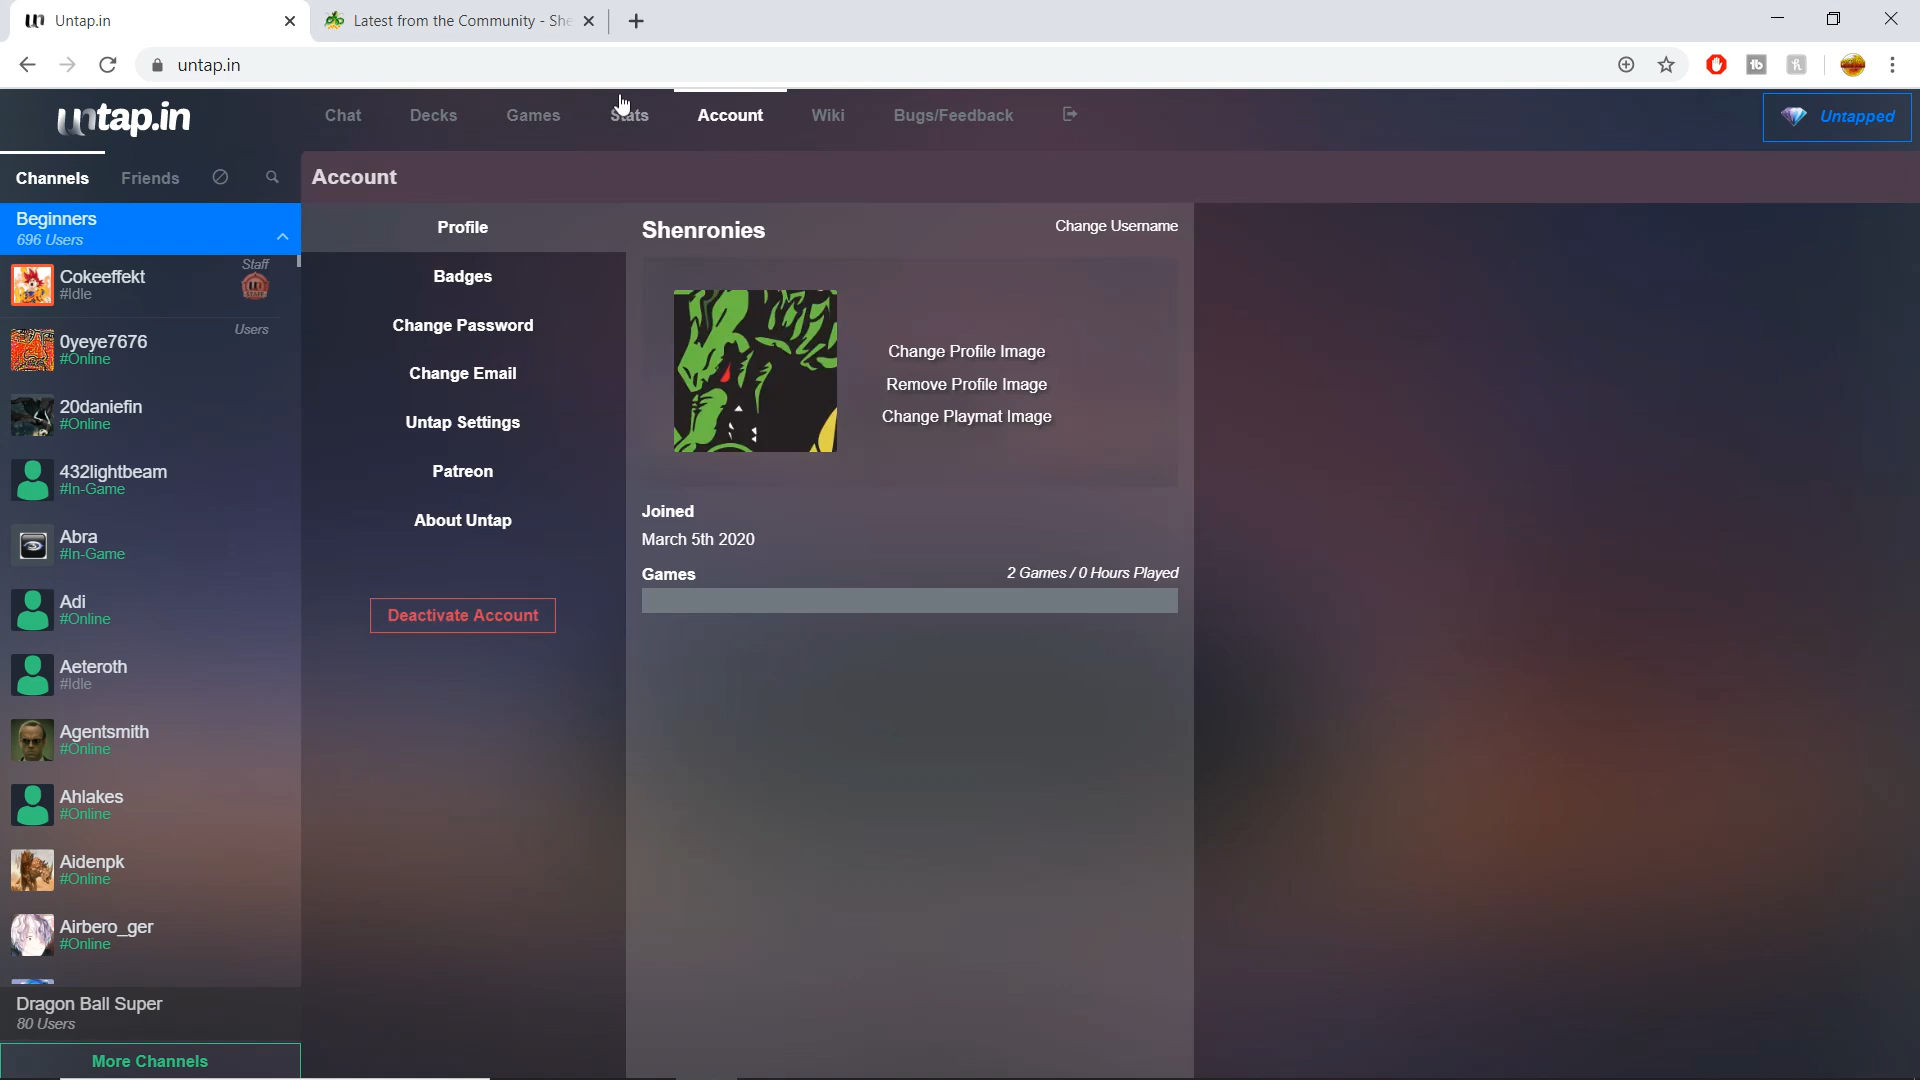 Untap.in
Latest from the Community - She
untap.in
untap.in
Chat
Decks
Games
Stats
Account
Wiki
Bugs/Feedback
Untapped
Channels
Friends
Account
Beginners
696 Users
Cokeeffekt
#Idle
Staff
0yeye7676
#Online
Users
20daniefin
#Online
432lightbeam
#In-Game
Abra
#In-Game
Adi
#Online
Aeteroth
#Idle
Agentsmith
#Online
Ahlakes
#Online
Aidenpk
#Online
Airbero_ger
#Online
Dragon Ball Super
80 Users
More Channels
Profile
Badges
Change Password
Change Email
Untap Settings
Patreon
About Untap
Deactivate Account
Shenronies
Change Username
Change Profile Image
Remove Profile Image
Change Playmat Image
Joined
March 5th 2020
Games
2 Games / 0 Hours Played